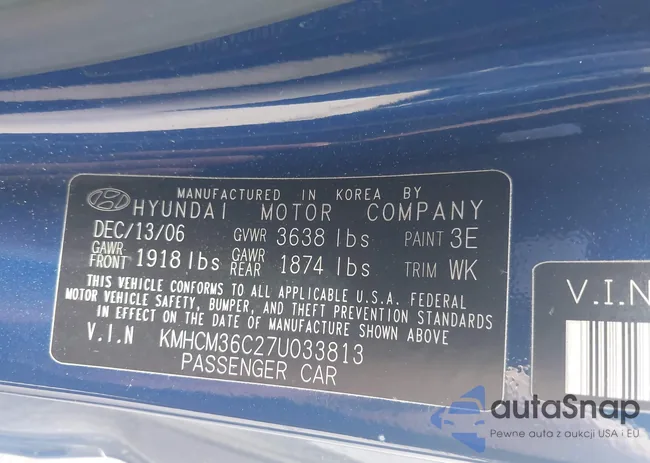 MANUFACTURED IN KOREA BY
HYUNDAI MOTOR COMPANY
DEC/13/06 GVWR 3638 lbs PAINT 3E
GAWR FRONT 1918 lbs GAWR REAR 1874 lbs TRIM WK
THIS VEHICLE CONFORMS TO ALL APPLICABLE U.S.A. FEDERAL
MOTOR VEHICLE SAFETY, BUMPER, AND THEFT PREVENTION STANDARDS
IN EFFECT ON THE DATE OF MANUFACTURE SHOWN ABOVE
V.I.N KMHCM36C27U033813
PASSENGER CAR
V.I.N
autoSnap
Pewne auta z aukcji USA i EU